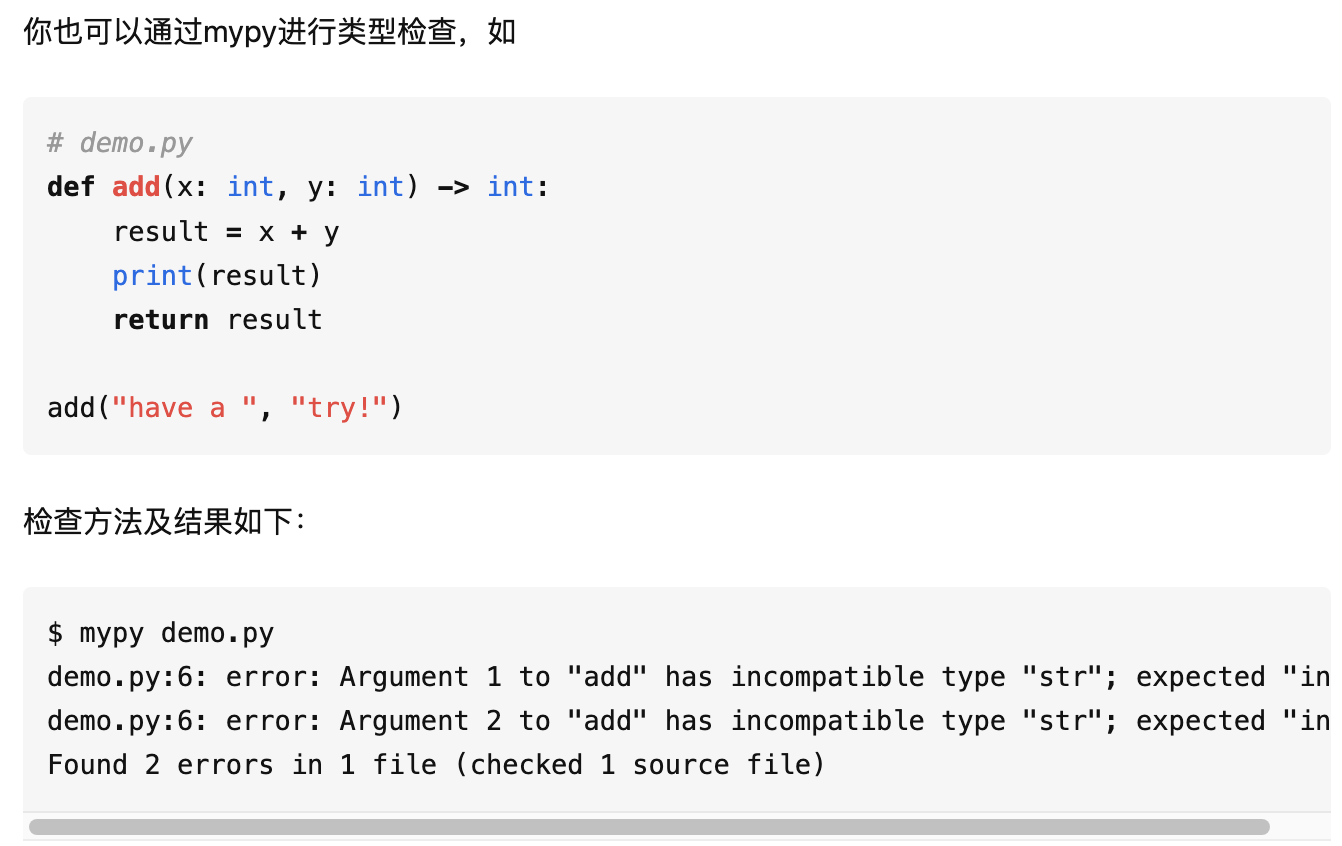 你也可以通过mypy进行类型检查，如
# demo.py
def add(x: int, y: int) -> int:
    result = x + y
    print(result)
    return result
add("have a ", "try!")
检查方法及结果如下：
$ mypy demo.py
demo.py:6: error: Argument 1 to "add" has incompatible type "str"; expected "in
demo.py:6: error: Argument 2 to "add" has incompatible type "str"; expected "in
Found 2 errors in 1 file (checked 1 source file)